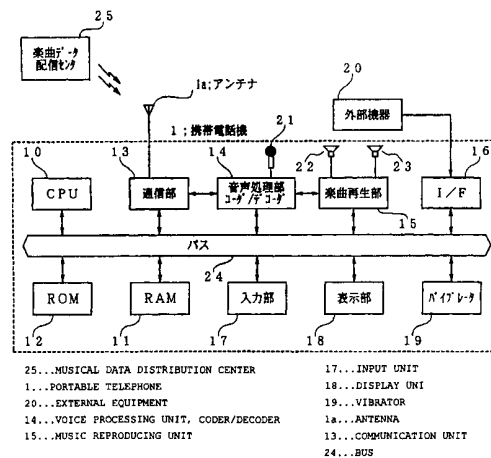 25
楽曲データ
配信センタ
1a;アンテナ
1;携帯電話機
20
外部機器
21
22
23
10
13
14
16
CPU
通信部
音声処理部
コーダ/デコーダ
楽曲再生部
I/F
15
バス
24
ROM
RAM
入力部
表示部
バイブレータ
12
11
17
18
19
25...MUSICAL DATA DISTRIBUTION CENTER
1...PORTABLE TELEPHONE
20...EXTERNAL EQUIPMENT
14...VOICE PROCESSING UNIT, CODER/DECODER
15...MUSIC REPRODUCING UNIT
17...INPUT UNIT
18...DISPLAY UNI
19...VIBRATOR
1a...ANTENNA
13...COMMUNICATION UNIT
24...BUS